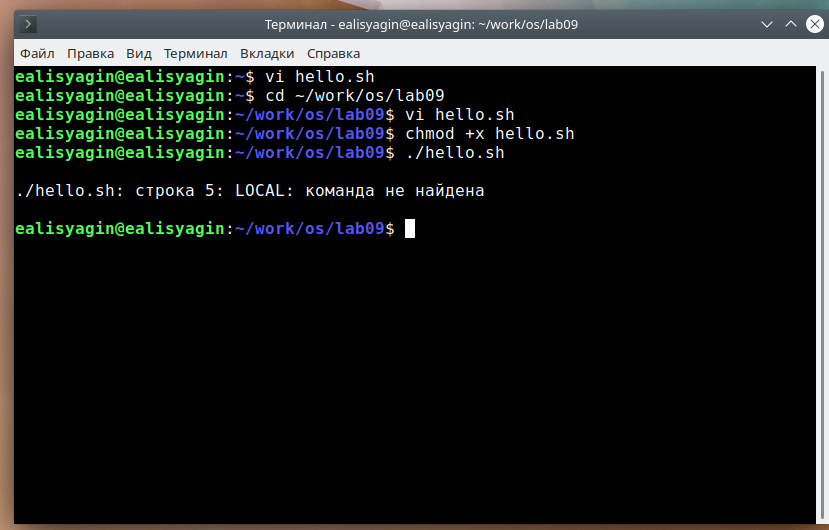 Терминал - ealisyagin@ealisyagin: ~/work/os/lab09
Файл Правка Вид Терминал Вкладки Справка
ealisyagin@ealisyagin:~$ vi hello.sh
ealisyagin@ealisyagin:~$ cd ~/work/os/lab09
ealisyagin@ealisyagin:~/work/os/lab09$ vi hello.sh
ealisyagin@ealisyagin:~/work/os/lab09$ chmod +x hello.sh
ealisyagin@ealisyagin:~/work/os/lab09$ ./hello.sh
./hello.sh: строка 5: LOCAL: команда не найдена
ealisyagin@ealisyagin:~/work/os/lab09$